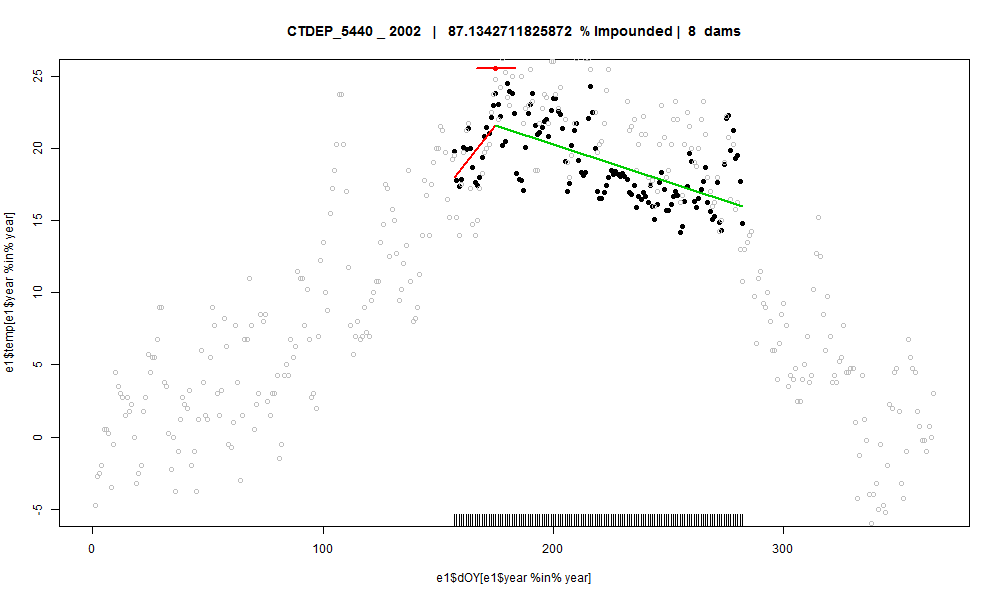 CTDEP_5440 _ 2002 | 87.1342711825872 % Impounded | 8 dams
e1$temp[e1$year %in% year]
25
20
15
10
5
0
-5
0 100 200 300
e1$dOY[e1$year %in% year]